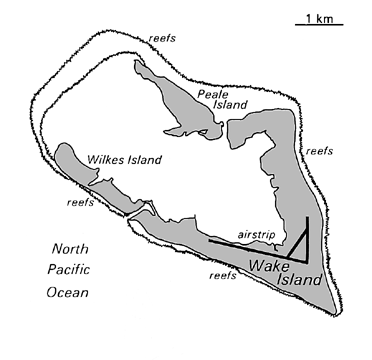 1 km
reefs
Peale
Island
reefs
Wilkes Island
reefs
airstrip
North
Pacific
Ocean
reefs
Wake
Island